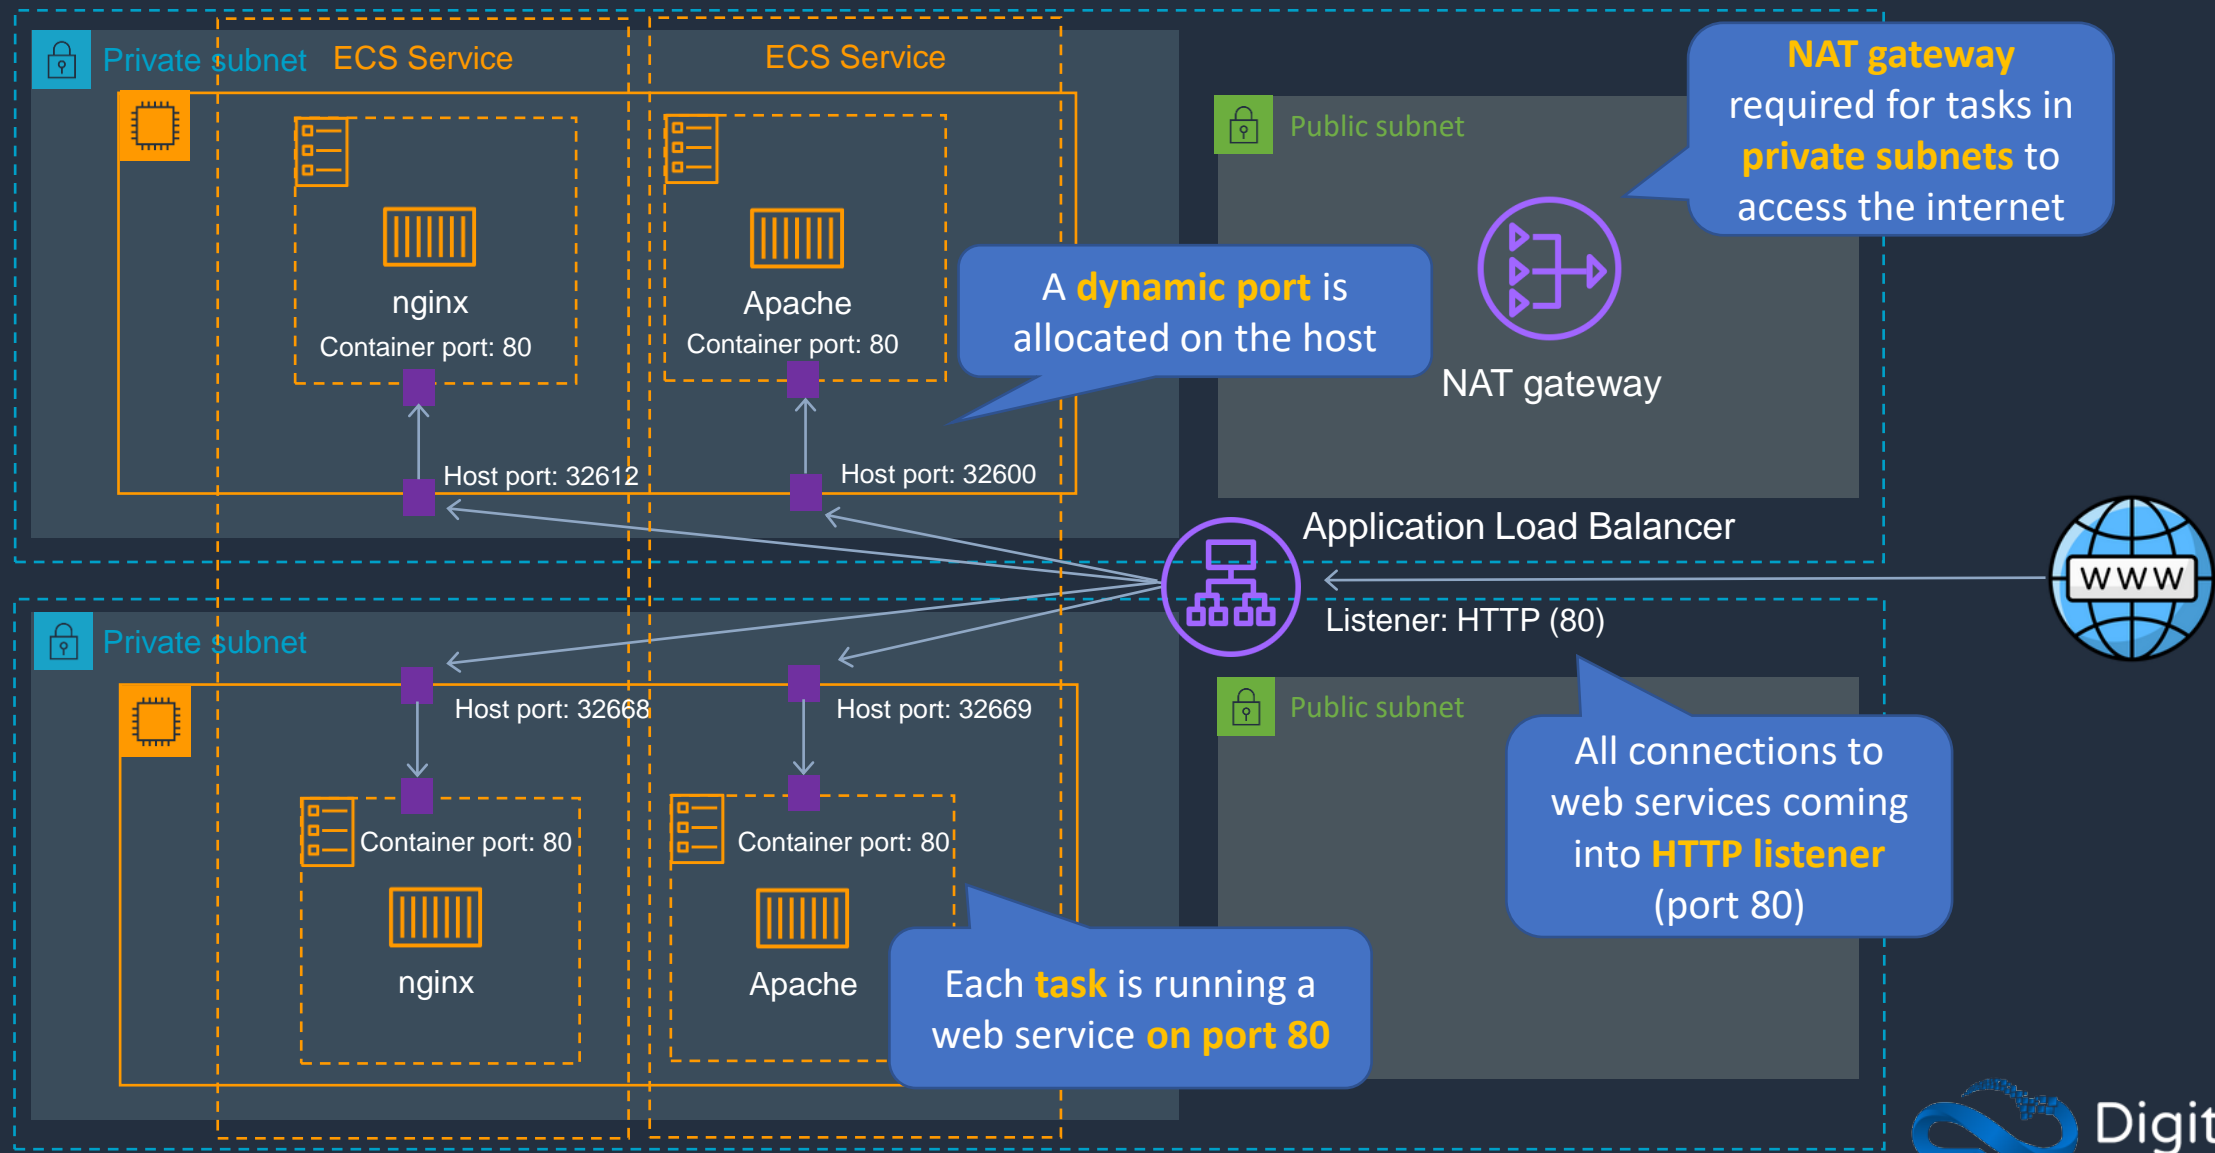 Private subnet
ECS Service
ECS Service
NAT gateway
required for tasks in
private subnets to
access the internet
Public subnet
nginx
Container port: 80
Apache
Container port: 80
A dynamic port is
allocated on the host
NAT gateway
Host port: 32612
Host port: 32600
Application Load Balancer
WWW
Listener: HTTP (80)
Private subnet
Host port: 32668
Host port: 32669
Public subnet
All connections to
web services coming
into HTTP listener
(port 80)
Container port: 80
nginx
Container port: 80
Apache
Each task is running a
web service on port 80
Digit